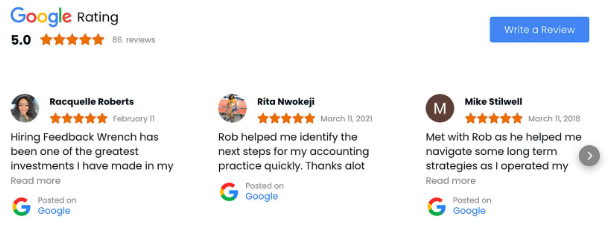 Google Rating
5.0 86 reviews
Write a Review
Racquelle Roberts
February 11
Hiring Feedback Wrench has
been one of the greatest
investments I have made in my
Read more
Posted on
Google
Rita Nwokeji
March 11, 2021
Rob helped me identify the
next steps for my accounting
practice quickly. Thanks alot
Posted on
Google
M
Mike Stilwell
March 11, 2018
Met with Rob as he helped me
navigate some long term
strategies as I operated my
Read more
Posted on
Google